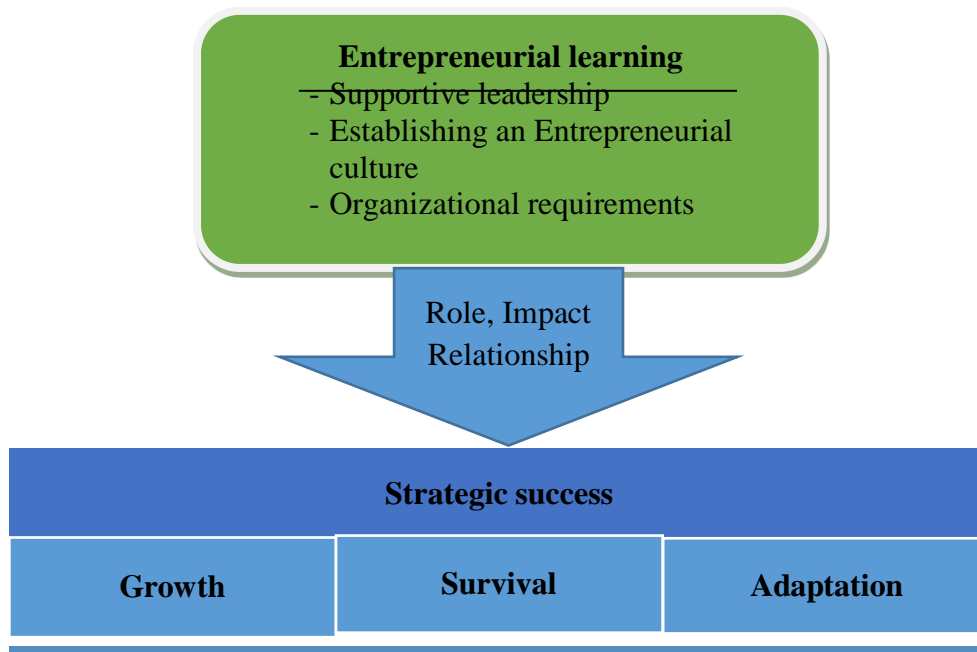 Entrepreneurial learning
- Supportive leadership
- Establishing an Entrepreneurial
culture
- Organizational requirements
Role, Impact
Relationship
Strategic success
Growth Survival Adaptation